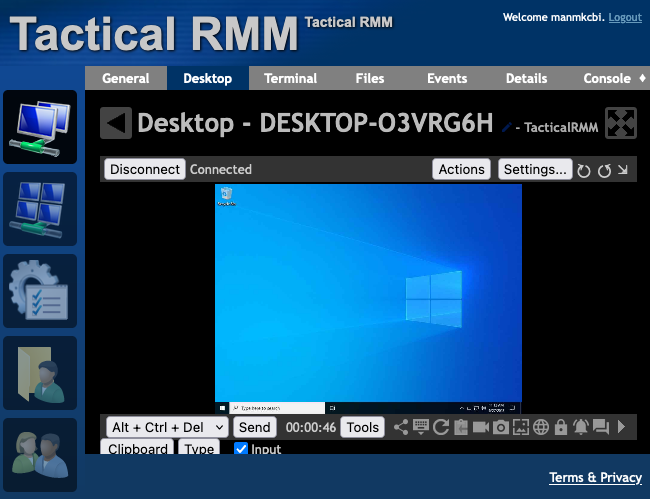 Tactical RMM Tactical RMM
Welcome manmkcbi. Logout
General Desktop Terminal Files Events Details Console
Desktop - DESKTOP-O3VRG6H - TacticalRMM
Disconnect Connected Actions Settings...
Type here to search
Alt + Ctrl + Del Send 00:00:46 Tools
Clipboard Type Input
Terms & Privacy